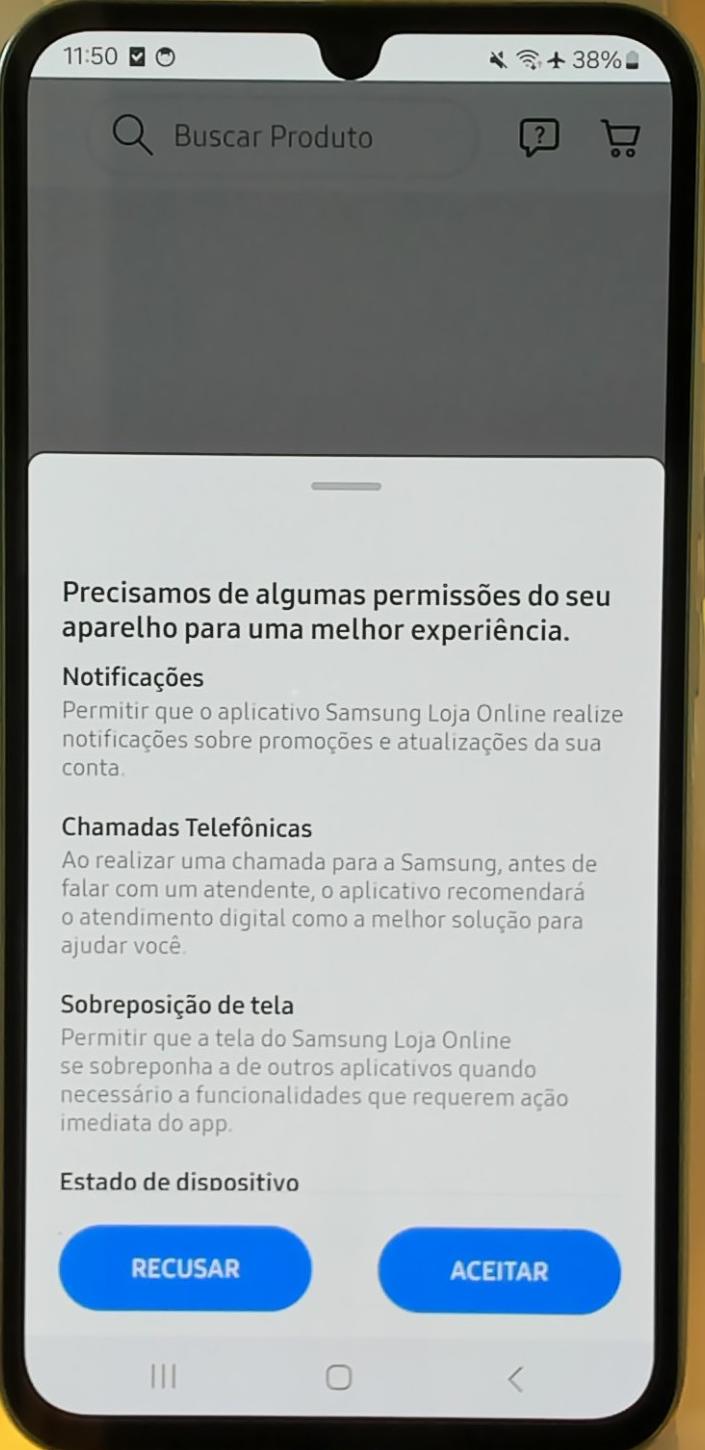 11:50
38%
Buscar Produto
?
Precisamos de algumas permissões do seu
aparelho para uma melhor experiência.
Notificações
Permitir que o aplicativo Samsung Loja Online realize
notificações sobre promoções e atualizações da sua
conta.
Chamadas Telefônicas
Ao realizar uma chamada para a Samsung, antes de
falar com um atendente, o aplicativo recomendará
o atendimento digital como a melhor solução para
ajudar você.
Sobreposição de tela
Permitir que a tela do Samsung Loja Online
se sobreponha a de outros aplicativos quando
necessário a funcionalidades que requerem ação
imediata do app.
Estado de dispositivo
RECUSAR
ACEITAR